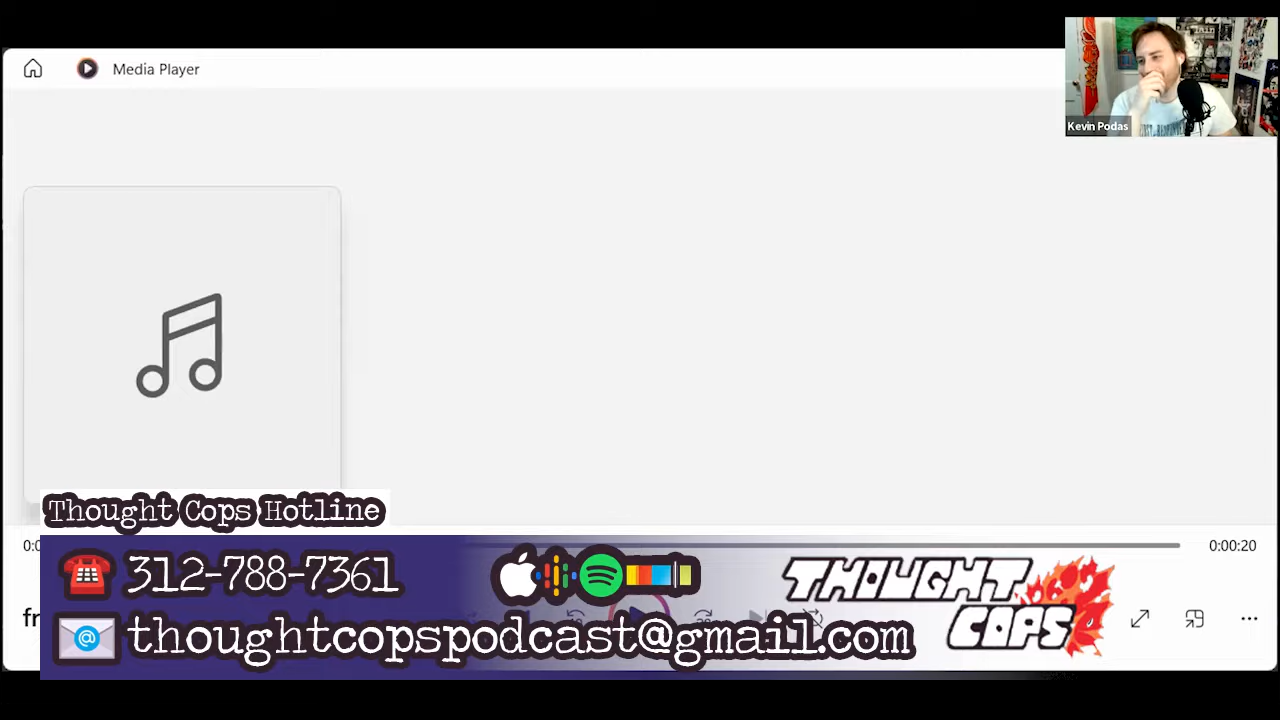 Media Player
Kevin Podas
Thought Cops Hotline
0:00:20
312-788-7361
THOUGHT
COPS
thoughtcopspodcast@gmail.com